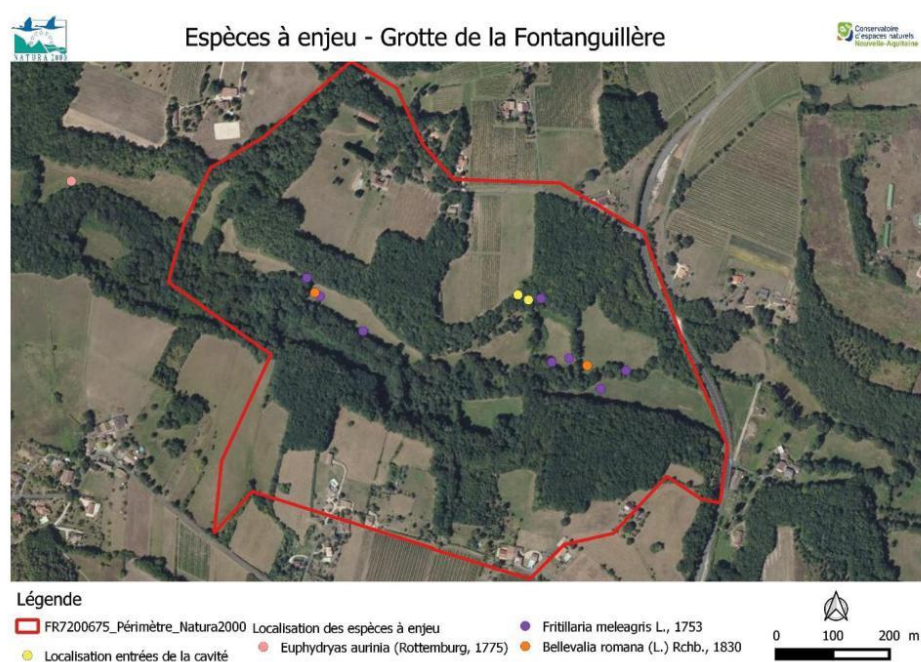 NATURA 2000
Espèces à enjeu - Grotte de la Fontanguillère
Conservatoire
d'espaces naturels
Nouvelle-Aquitaine
Légende
FR7200675_Périmètre_Natura2000
Localisation entrées de la cavité
Localisation des espèces à enjeu
Euphydryas aurinia (Rottemburg, 1775)
Fritillaria meleagris L., 1753
Bellevalia romana (L.) Rchb., 1830
0 100 200 m